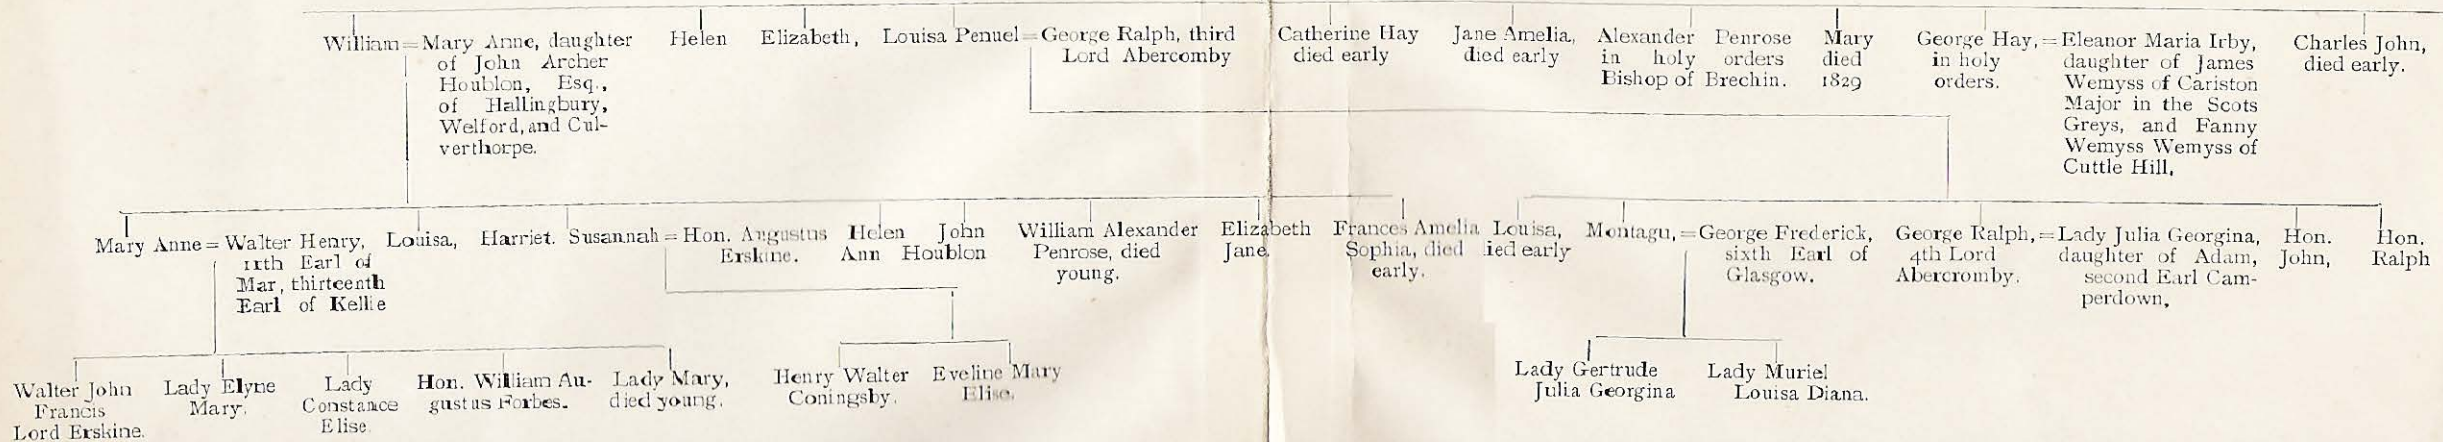 William = Mary Anne, daughter
of John Archer
Houblon, Esq.,
of Hallingbury,
Welford, and Cul-
verthorpe.
Helen
Elizabeth,
Louisa Penuel = George Ralph, third
Lord Abercomby
Catherine Hay
died early
Jane Amelia,
died early
Alexander Penrose
in holy orders
Bishop of Brechin.
Mary
died
1829
George Hay, = Eleanor Maria Irby,
in holy
orders.
daughter of James
Wemyss of Cariston
Major in the Scots
Greys, and Fanny
Wemyss Wemyss of
Cuttle Hill,
Charles John,
died early.
Mary Anne = Walter Henry,
11th Earl of
Mar, thirteenth
Earl of Kellie
Louisa,
Harriet.
Susannah = Hon. Augustus
Erskine.
Helen
Ann
John
Houblon
William Alexander
Penrose, died
young.
Elizabeth
Jane.
Frances Amelia
Sophia, died
early.
Louisa,
ied early
Montagu, = George Frederick,
sixth Earl of
Glasgow.
George Ralph, = Lady Julia Georgina,
4th Lord
Abercromby.
daughter of Adam,
second Earl Cam-
perdown,
Hon.
John,
Hon.
Ralph
Walter John
Francis
Lord Erskine.
Lady Elyne
Mary.
Lady
Constance
Elise
Hon. William Au-
gustus Forbes.
Lady Mary,
died young.
Henry Walter
Coningsby.
Eveline Mary
Elise.
Lady Gertrude
Julia Georgina
Lady Muriel
Louisa Diana.